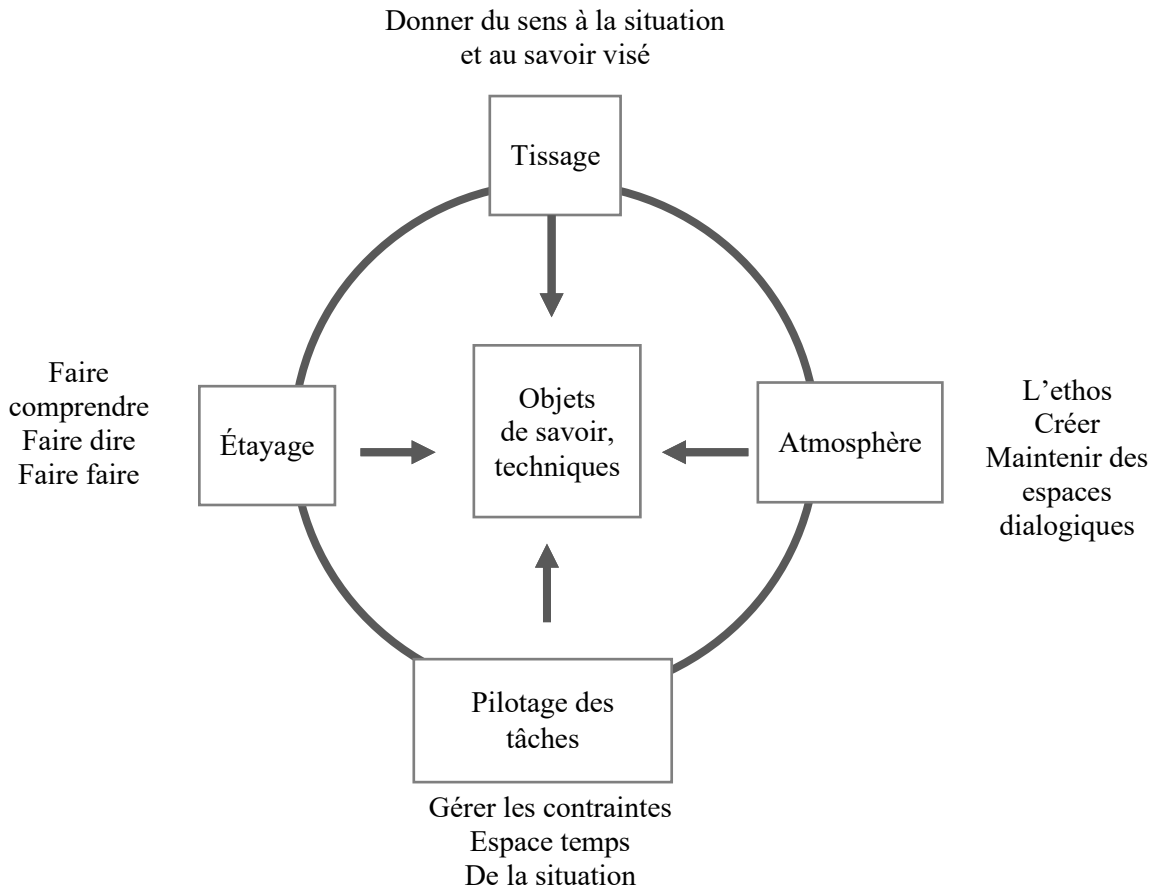 Donner du sens à la situation
et au savoir visé
Tissage
Faire
comprendre
Faire dire
Faire faire
Étayage
Objets
de savoir,
techniques
Atmosphère
L’ethos
Créer
Maintenir des
espaces
dialogiques
Pilotage des
tâches
Gérer les contraintes
Espace temps
De la situation